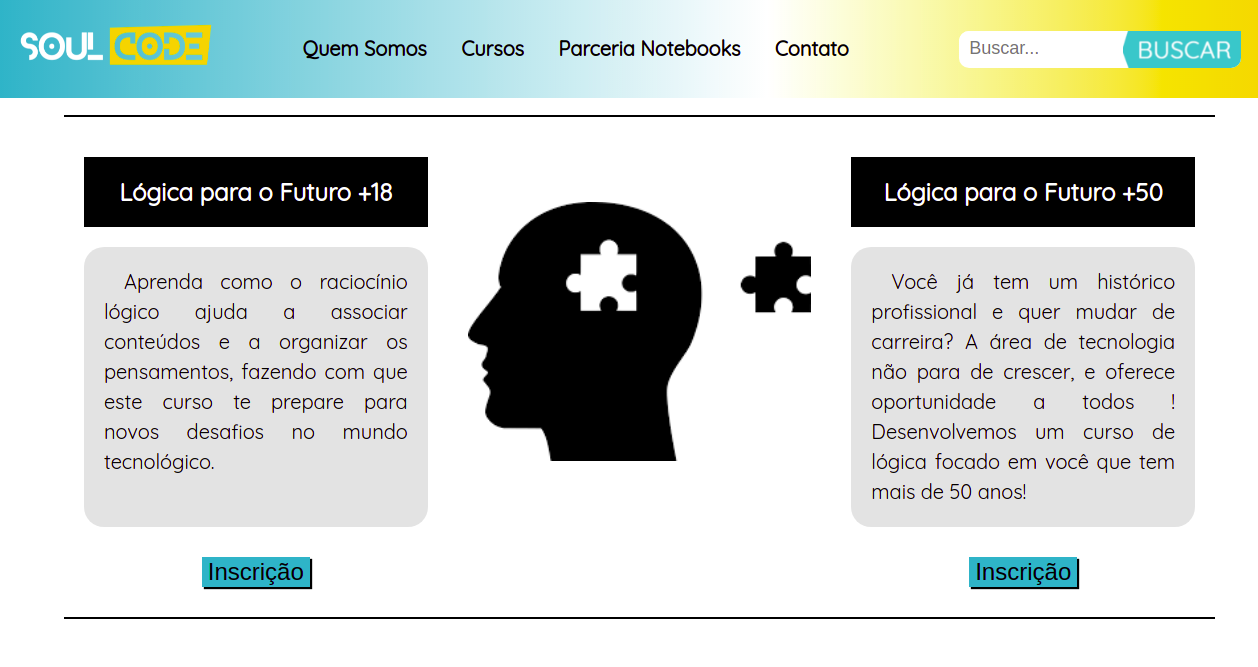 SOUL CODE
Quem Somos
Cursos
Parceria Notebooks
Contato
Buscar...
BUSCAR
Lógica para o Futuro +18
Aprenda como o raciocínio
lógico ajuda a associar
conteúdos e a organizar os
pensamentos, fazendo com que
este curso te prepare para
novos desafios no mundo
tecnológico.
Inscrição
Lógica para o Futuro +50
Você já tem um histórico
profissional e quer mudar de
carreira? A área de tecnologia
não para de crescer, e oferece
oportunidade a todos !
Desenvolvemos um curso de
lógica focado em você que tem
mais de 50 anos!
Inscrição